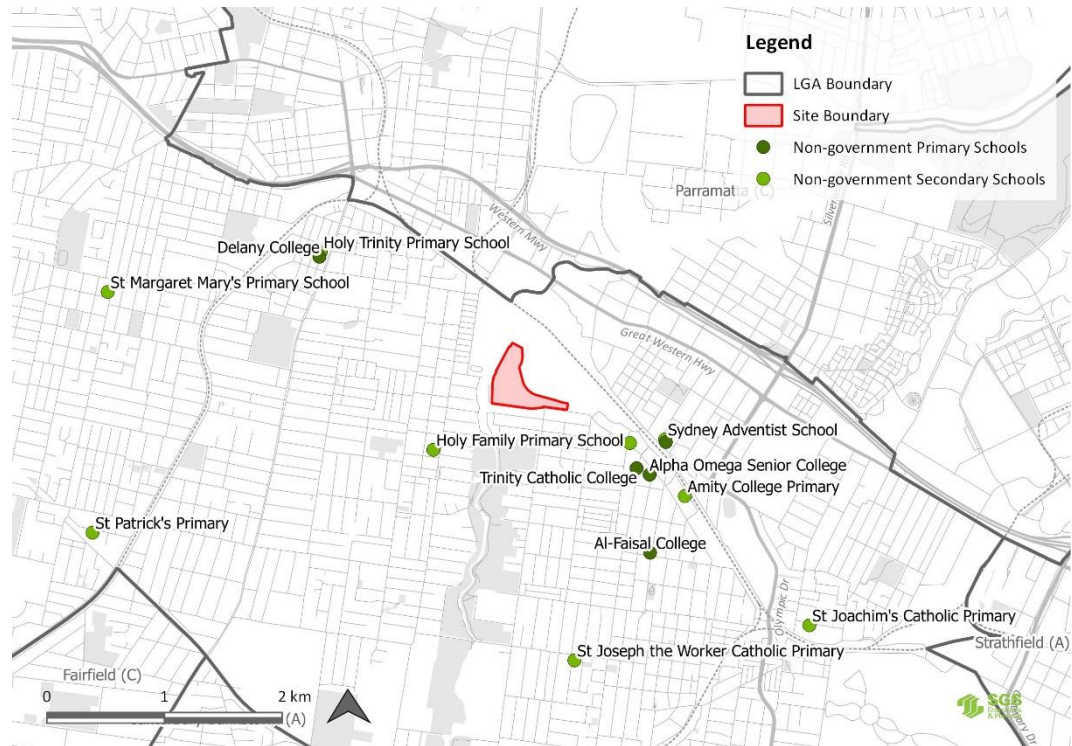 Legend
LGA Boundary
Site Boundary
Non-government Primary Schools
Non-government Secondary Schools
Parramatta (C)
Western Mwy
Delany College
Holy Trinity Primary School
St Margaret Mary's Primary School
Great Western Hwy
Sydney Adventist School
Holy Family Primary School
Alpha Omega Senior College
Trinity Catholic College
Amity College Primary
St Patrick's Primary
Al-Faisal College
Olympic Dr
St Joachim's Catholic Primary
Strathfield (A)
St Joseph the Worker Catholic Primary
Fairfield (C)
0 1 2 km
(A)
SGS